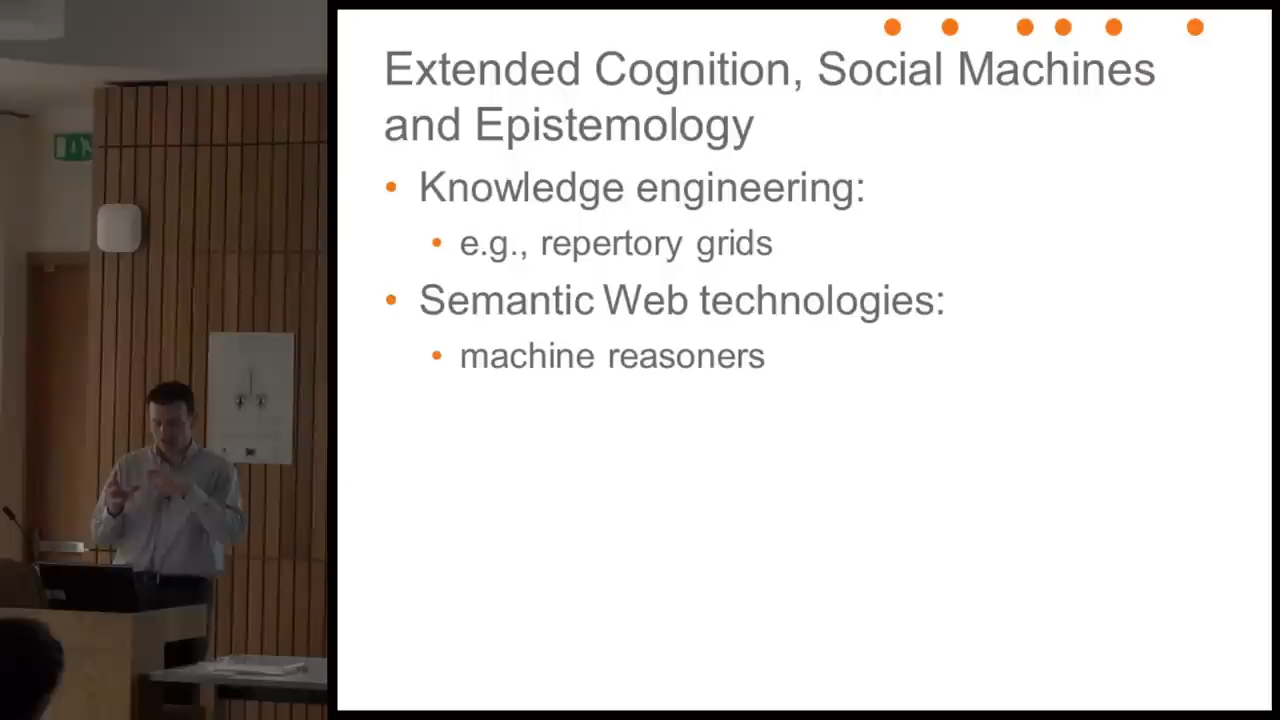 Extended Cognition, Social Machines
and Epistemology
• Knowledge engineering:
• e.g., repertory grids
• Semantic Web technologies:
• machine reasoners